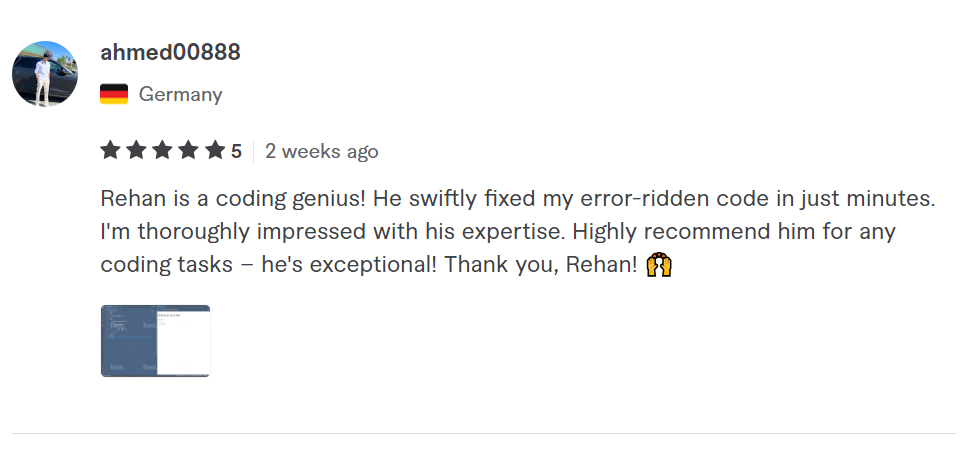 ahmed00888
Germany
5 2 weeks ago
Rehan is a coding genius! He swiftly fixed my error-ridden code in just minutes.
I'm thoroughly impressed with his expertise. Highly recommend him for any
coding tasks – he's exceptional! Thank you, Rehan! 🙌